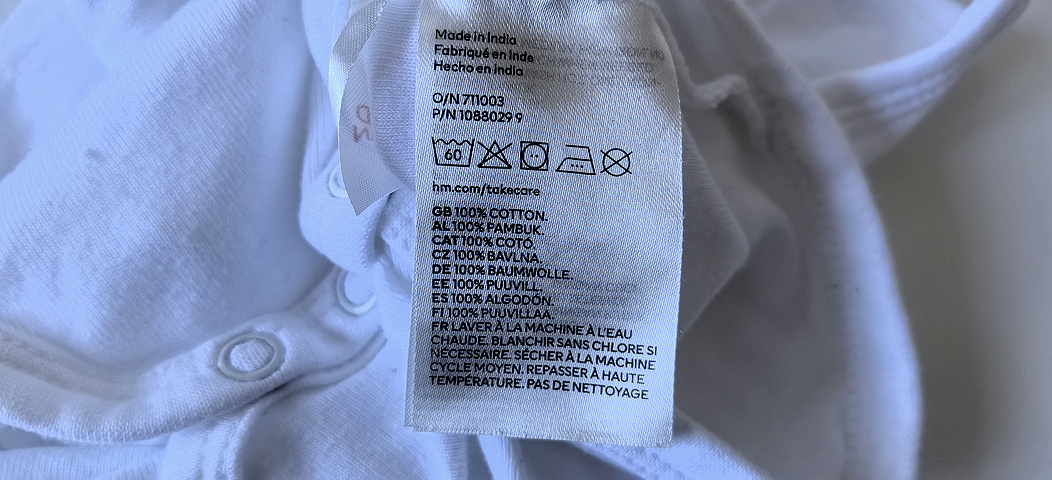 Made in India
Fabriqué en Inde
Hecho en india
O/N 711003
P/N 1088029 9
60
hm.com/takecare
GB 100% COTTON.
AL 100% PAMBUK.
CAT 100% COTÓ.
CZ 100% BAVLNA.
DE 100% BAUMWOLLE.
EE 100% PUUVILL.
ES 100% ALGODÓN.
FI 100% PUUVILLAA
FR LAVER À LA MACHINE À L'EAU
CHAUDE. BLANCHIR SANS CHLORE SI
NÉCESSAIRE. SÉCHER À LA MACHINE
CYCLE MOYEN. REPASSER À HAUTE
TEMPÉRATURE. PAS DE NETTOYAGE